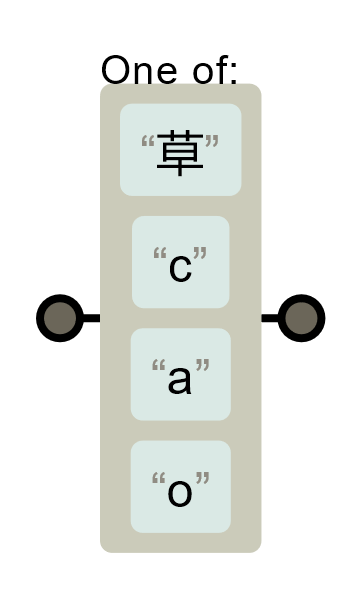 One of:
“草”
“c”
“a”
“o”